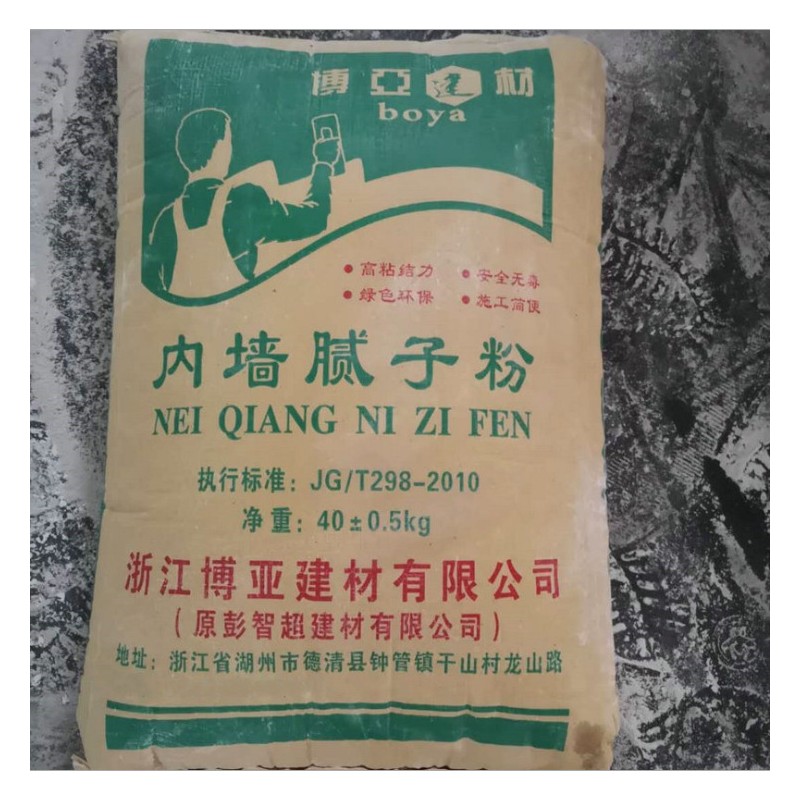 博亚建材
boya
● 高粘结力 ● 安全无毒
● 绿色环保 ● 施工简便
内墙腻子粉
NEI QIANG NI ZI FEN
执行标准：JG/T298-2010
净重：40±0.5kg
浙江博亚建材有限公司
（原彭智超建材有限公司）
地址：浙江省湖州市德清县钟管镇干山村龙山路